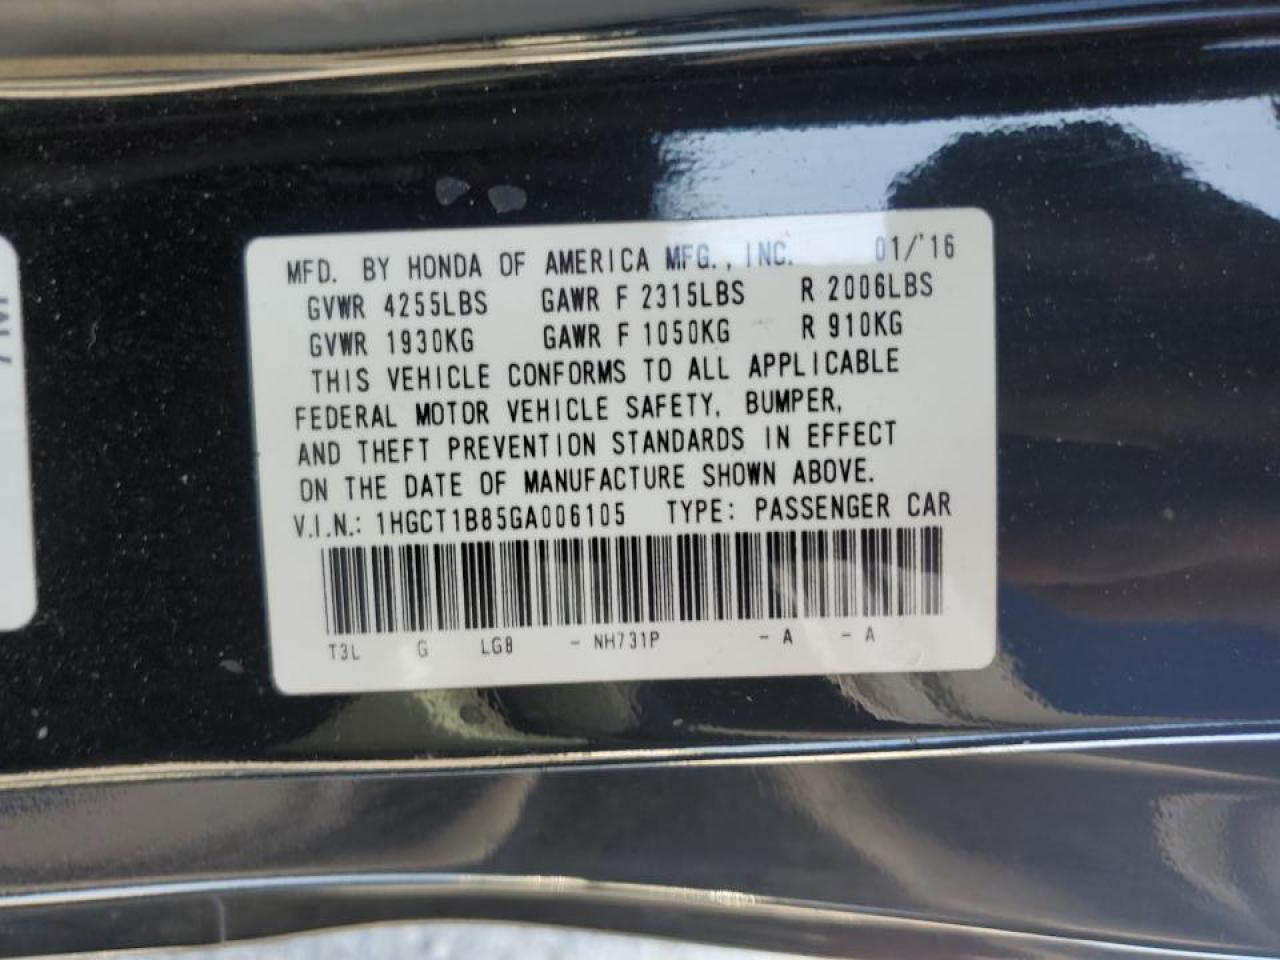 MFD. BY HONDA OF AMERICA MFG., INC. 01/'16
GVWR 4255LBS GAWR F 2315LBS R 2006LBS
GVWR 1930KG GAWR F 1050KG R 910KG
THIS VEHICLE CONFORMS TO ALL APPLICABLE
FEDERAL MOTOR VEHICLE SAFETY, BUMPER,
AND THEFT PREVENTION STANDARDS IN EFFECT
ON THE DATE OF MANUFACTURE SHOWN ABOVE.
V.I.N.: 1HGCT1B85GA006105 TYPE: PASSENGER CAR
T3L G LG8 - NH731P - A - A